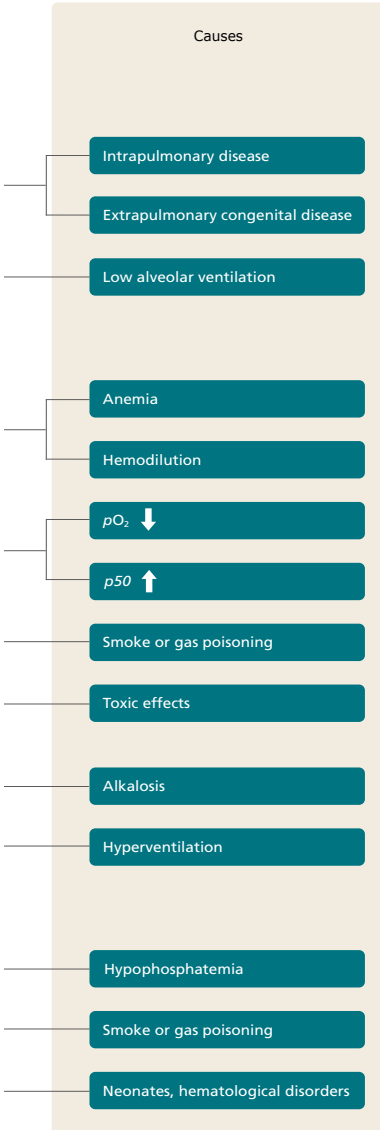 Causes
Intrapulmonary disease
Extrapulmonary congenital disease
Low alveolar ventilation
Anemia
Hemodilution
pO₂
p50
Smoke or gas poisoning
Toxic effects
Alkalosis
Hyperventilation
Hypophosphatemia
Smoke or gas poisoning
Neonates, hematological disorders